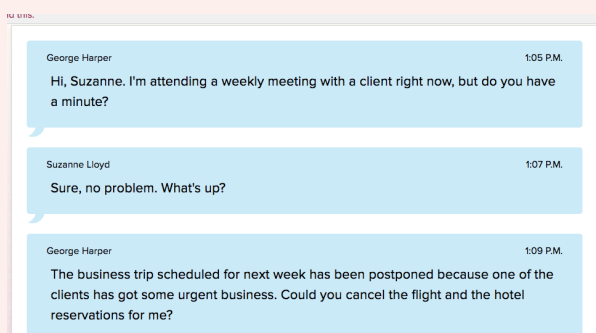 this.
George Harper 1:05 P.M.
Hi, Suzanne. I'm attending a weekly meeting with a client right now, but do you have
a minute?
Suzanne Lloyd 1:07 P.M.
Sure, no problem. What's up?
George Harper 1:09 P.M.
The business trip scheduled for next week has been postponed because one of the
clients has got some urgent business. Could you cancel the flight and the hotel
reservations for me?